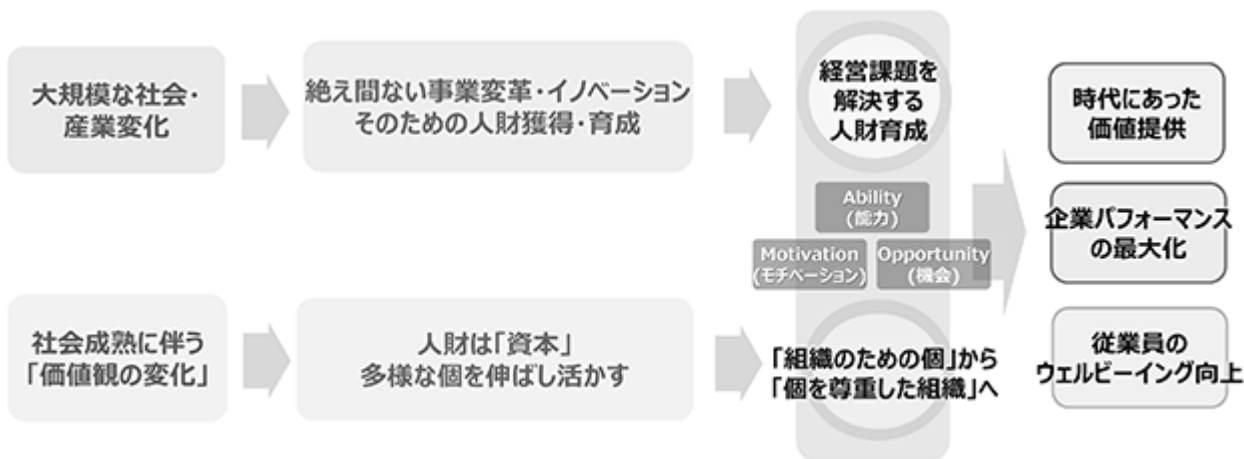 大規模な社会・
産業変化
絶え間ない事業変革・イノベーション
そのための人財獲得・育成
経営課題を
解決する
人財育成
Ability
(能力)
Motivation
(モチベーション)
Opportunity
(機会)
社会成熟に伴う
「価値観の変化」
人財は「資本」
多様な個を伸ばし活かす
「組織のための個」から
「個を尊重した組織」へ
時代にあった
価値提供
企業パフォーマンス
の最大化
従業員の
ウェルビーイング向上